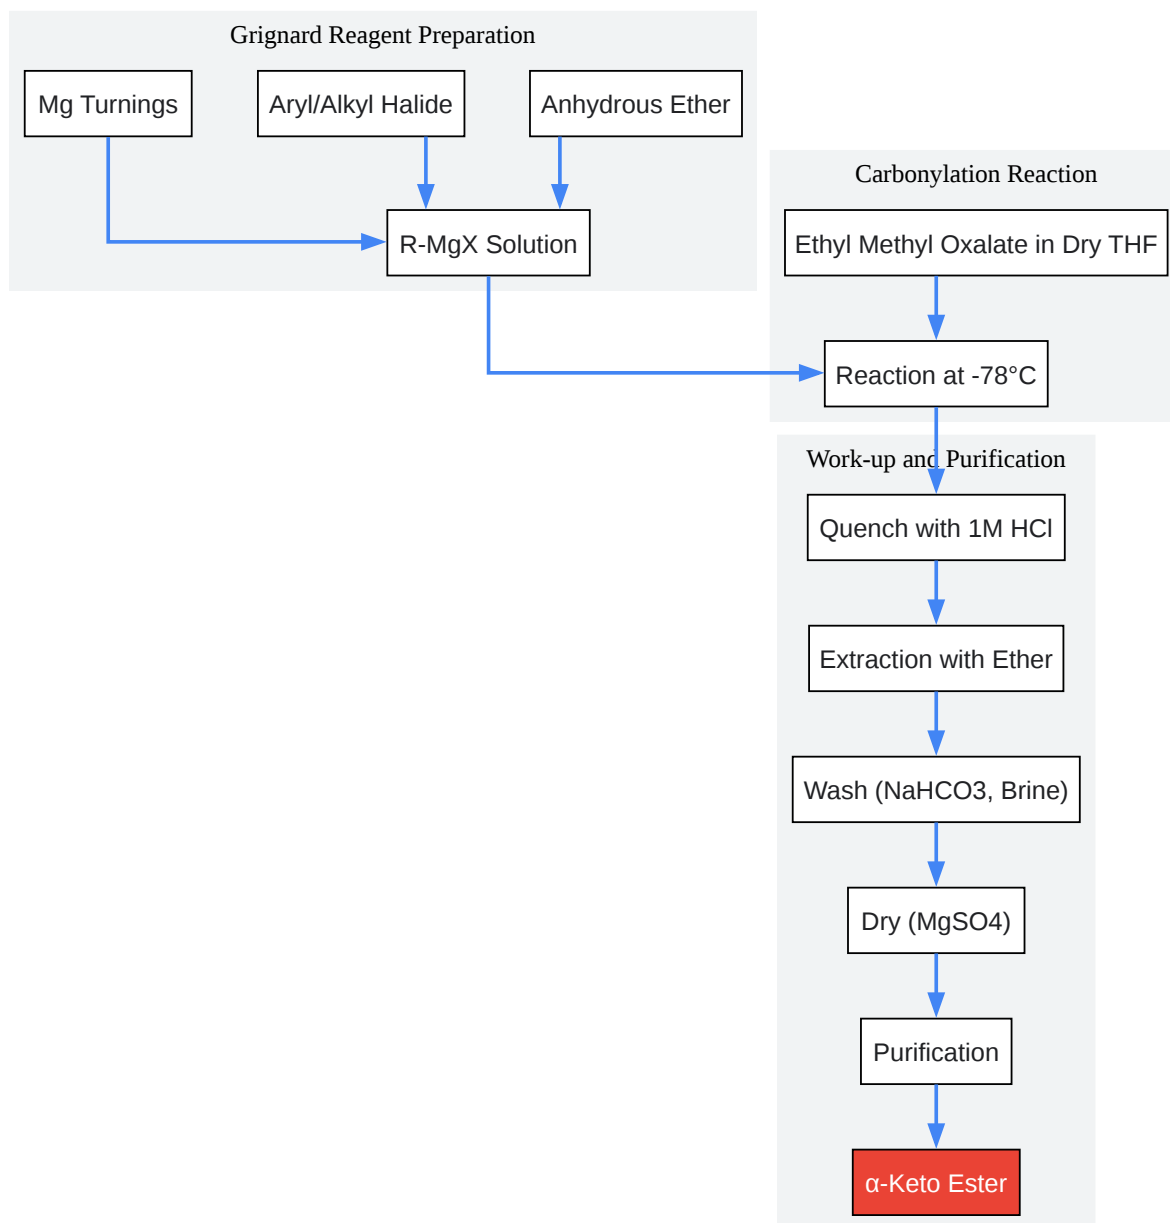 Grignard Reagent Preparation
Mg Turnings
Aryl/Alkyl Halide
Anhydrous Ether
R-MgX Solution
Carbonylation Reaction
Ethyl Methyl Oxalate in Dry THF
Reaction at -78°C
Work-up and Purification
Quench with 1M HCl
Extraction with Ether
Wash (NaHCO3, Brine)
Dry (MgSO4)
Purification
α-Keto Ester